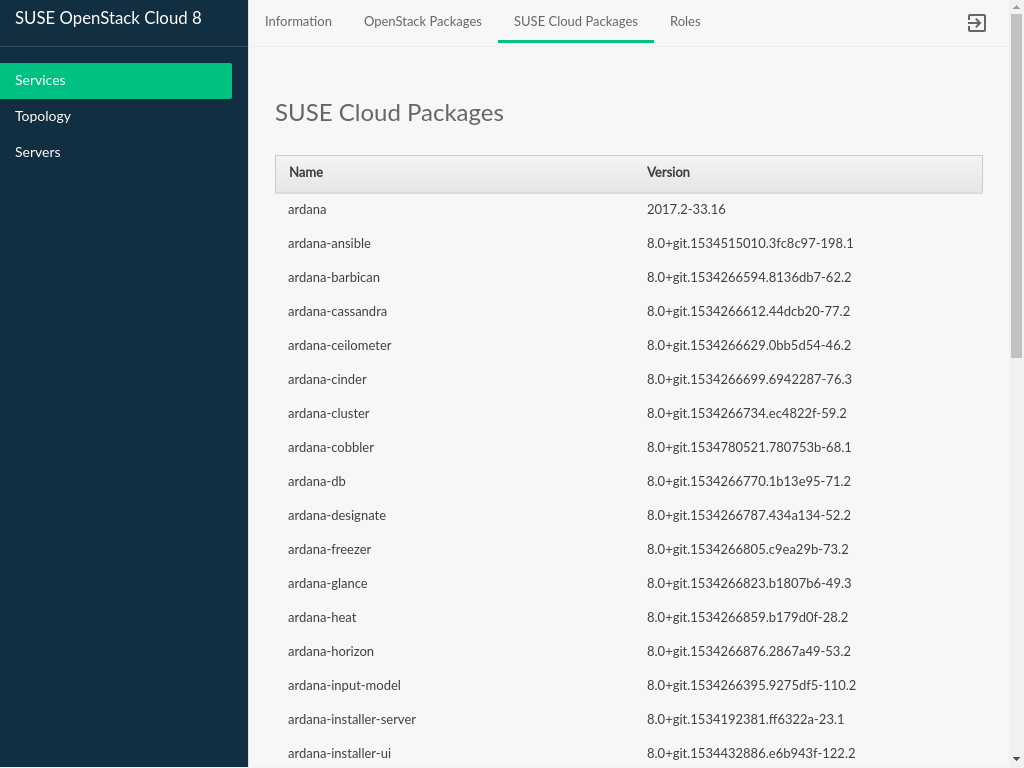 SUSE OpenStack Cloud 8
Information OpenStack Packages SUSE Cloud Packages Roles
Services
Topology
Servers
SUSE Cloud Packages
Name Version
ardana 2017.2-33.16
ardana-ansible 8.0+git.1534515010.3fc8c97-198.1
ardana-barbican 8.0+git.1534266594.8136db7-62.2
ardana-cassandra 8.0+git.1534266612.44dcb20-77.2
ardana-ceilometer 8.0+git.1534266629.0bb5d54-46.2
ardana-cinder 8.0+git.1534266699.6942287-76.3
ardana-cluster 8.0+git.1534266734.ec4822f-59.2
ardana-cobbler 8.0+git.1534780521.780753b-68.1
ardana-db 8.0+git.1534266770.1b13e95-71.2
ardana-designate 8.0+git.1534266787.434a134-52.2
ardana-freezer 8.0+git.1534266805.c9ea29b-73.2
ardana-glance 8.0+git.1534266823.b1807b6-49.3
ardana-heat 8.0+git.1534266859.b179d0f-28.2
ardana-horizon 8.0+git.1534266876.2867a49-53.2
ardana-input-model 8.0+git.1534266395.9275df5-110.2
ardana-installer-server 8.0+git.1534192381.ff6322a-23.1
ardana-installer-ui 8.0+git.1534432886.e6b943f-122.2